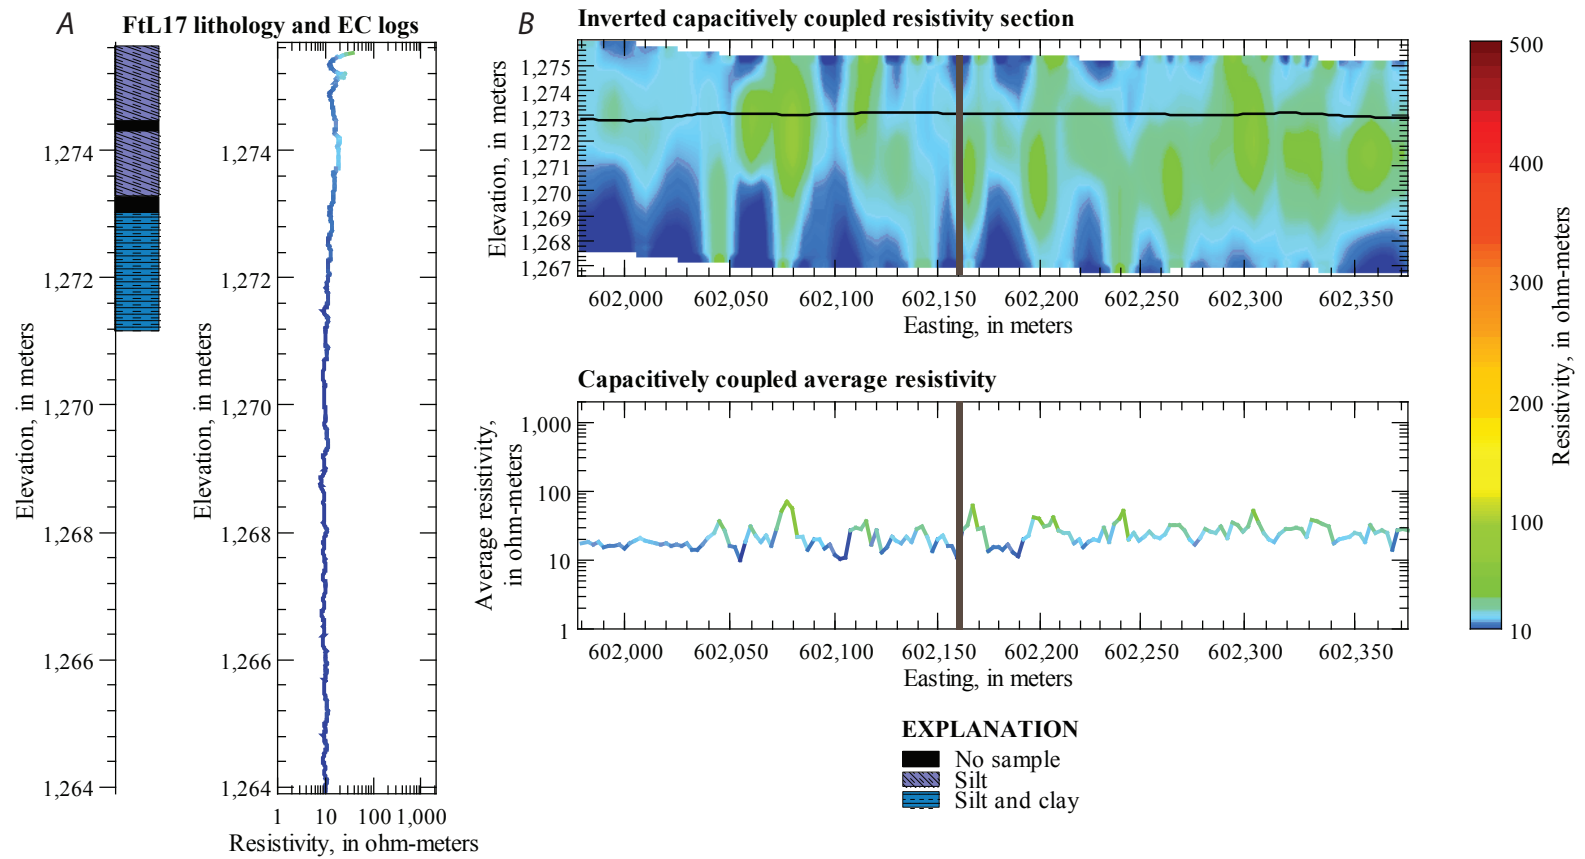 A
FtL17 lithology and EC logs
1,274
1,272
1,270
1,268
1,266
1,264
Elevation, in meters
1,274
1,272
1,270
1,268
1,266
1,264
Elevation, in meters
1 10 100 1,000
Resistivity, in ohm-meters
B
Inverted capacitively coupled resistivity section
1,275
1,274
1,273
1,272
1,271
1,270
1,269
1,268
1,267
Elevation, in meters
602,000 602,050 602,100 602,150 602,200 602,250 602,300 602,350
Easting, in meters
Capacitively coupled average resistivity
1,000
100
10
1
Average resistivity,
in ohm-meters
602,000 602,050 602,100 602,150 602,200 602,250 602,300 602,350
Easting, in meters
EXPLANATION
No sample
Silt
Silt and clay
500
400
300
200
100
10
Resistivity, in ohm-meters